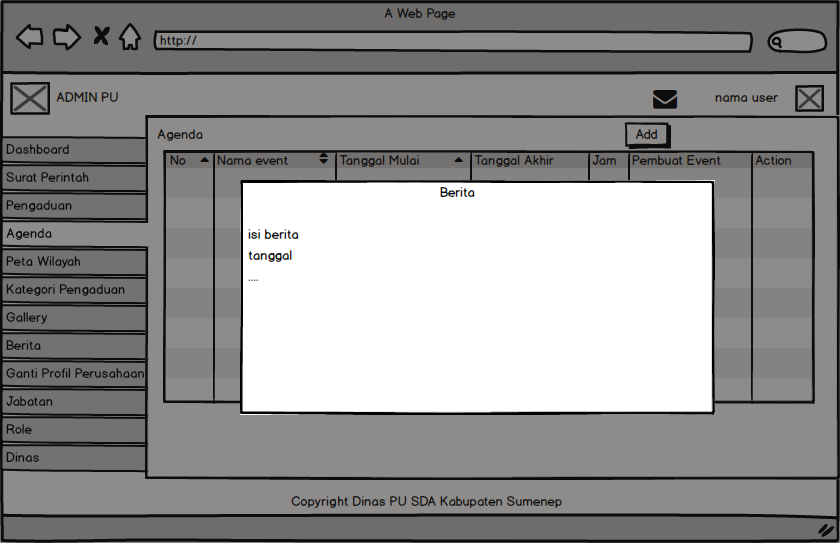 A Web Page
http://
ADMIN PU
nama user
Agenda
Add
Dashboard
Surat Perintah
Pengaduan
Agenda
Peta Wilayah
Kategori Pengaduan
Gallery
Berita
Ganti Profil Perusahaan
Jabatan
Role
Dinas
No Nama event Tanggal Mulai Tanggal Akhir Jam Pembuat Event Action
Berita
isi berita
tanggal
....
Copyright Dinas PU SDA Kabupaten Sumenep